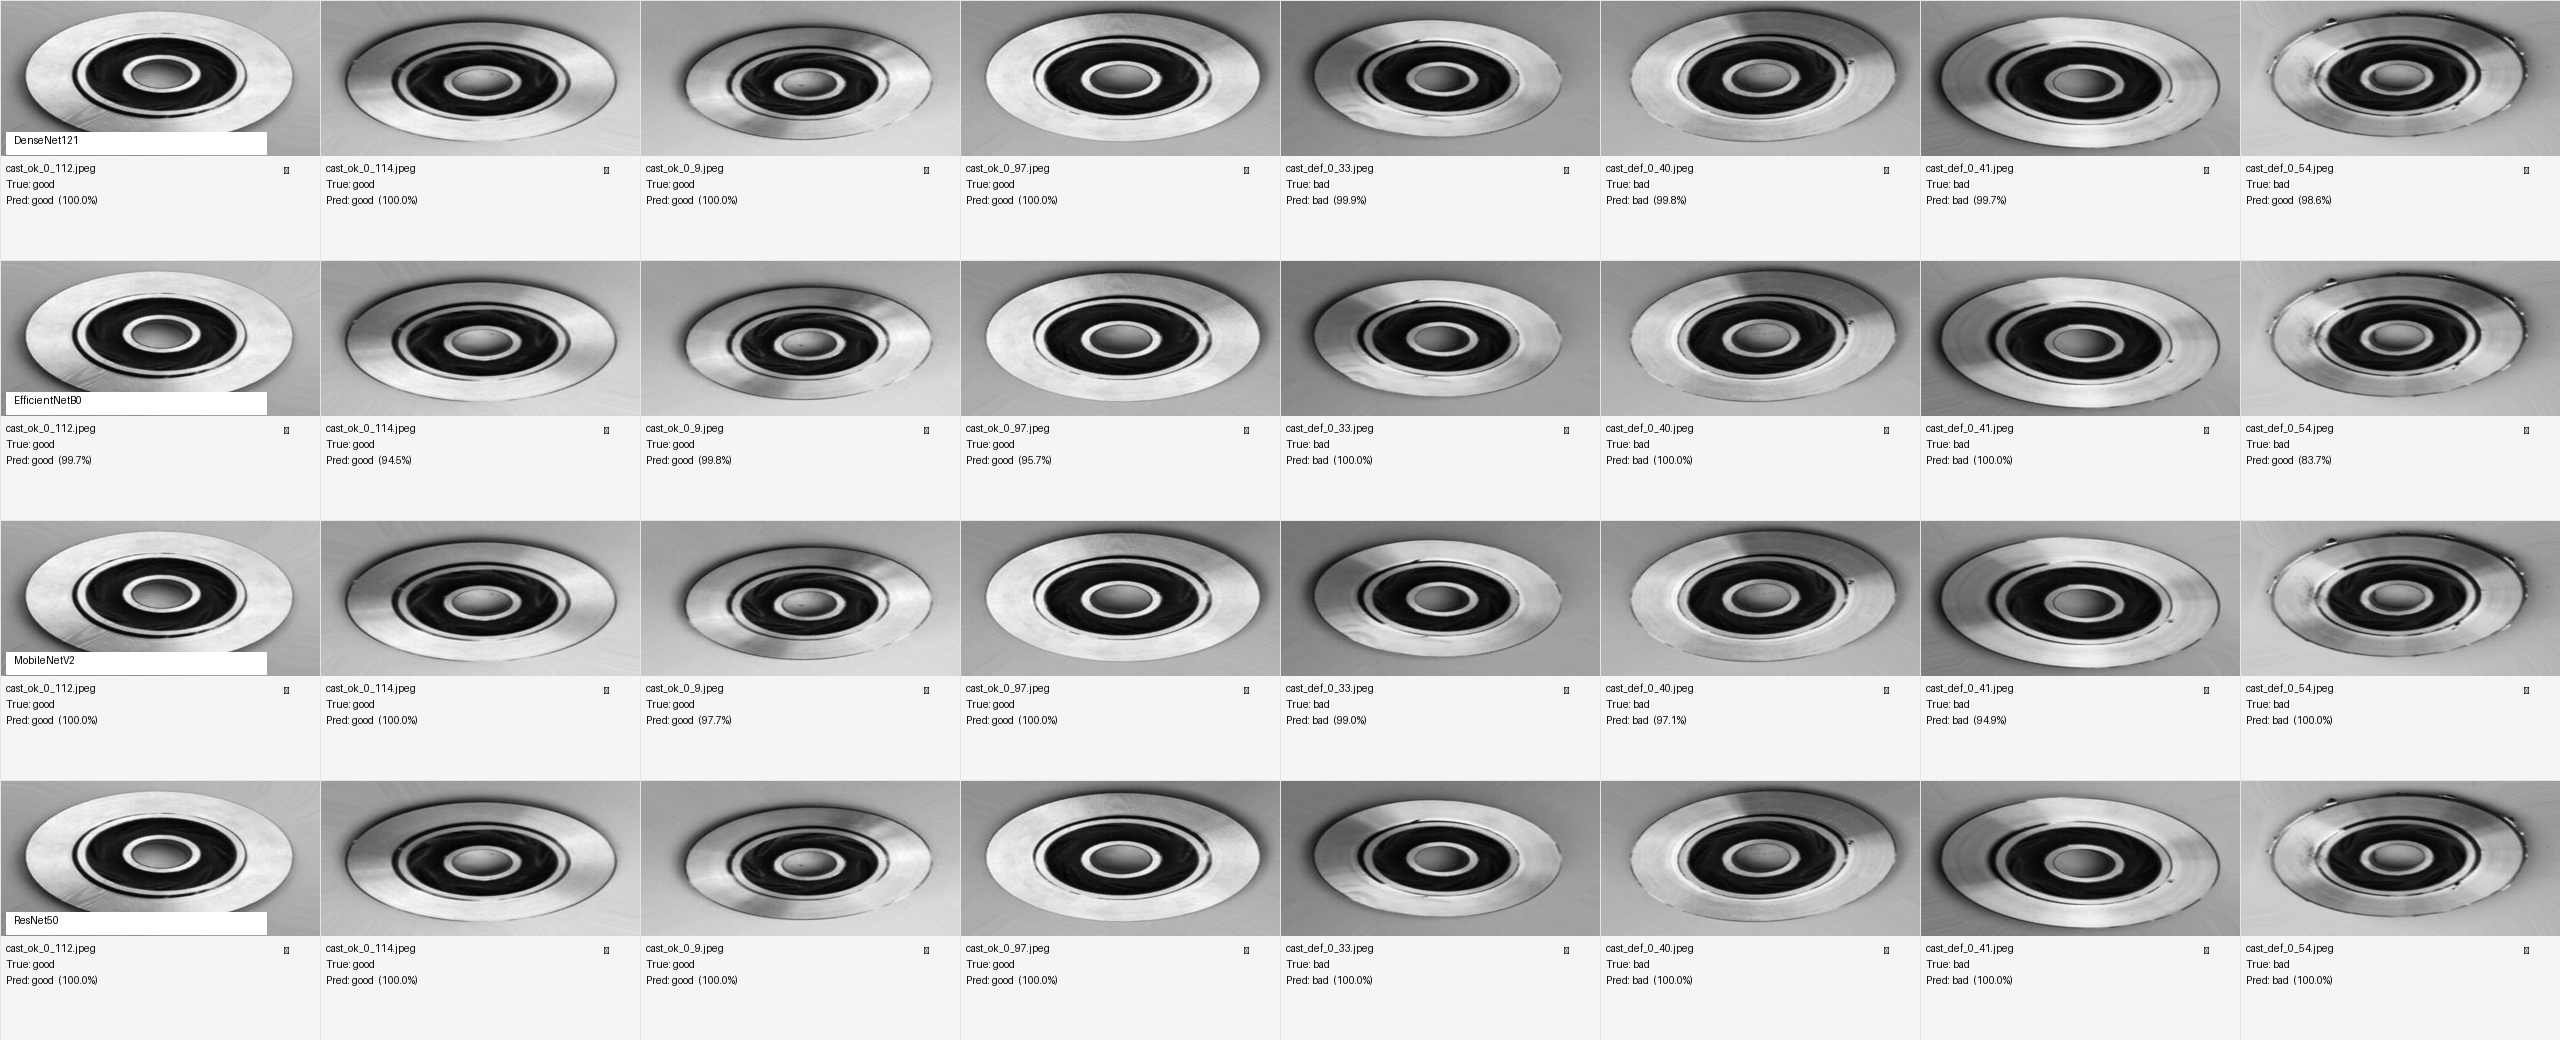 DenseNet121
cast_ok_0_112.jpeg
True: good
Pred: good (100.0%)
cast_ok_0_114.jpeg
True: good
Pred: good (100.0%)
cast_ok_0_9.jpeg
True: good
Pred: good (100.0%)
cast_ok_0_97.jpeg
True: good
Pred: good (100.0%)
cast_def_0_33.jpeg
True: bad
Pred: bad (99.9%)
cast_def_0_40.jpeg
True: bad
Pred: bad (99.8%)
cast_def_0_41.jpeg
True: bad
Pred: bad (99.7%)
cast_def_0_54.jpeg
True: bad
Pred: good (98.6%)
EfficientNetB0
cast_ok_0_112.jpeg
True: good
Pred: good (99.7%)
cast_ok_0_114.jpeg
True: good
Pred: good (94.5%)
cast_ok_0_9.jpeg
True: good
Pred: good (99.8%)
cast_ok_0_97.jpeg
True: good
Pred: good (95.7%)
cast_def_0_33.jpeg
True: bad
Pred: bad (100.0%)
cast_def_0_40.jpeg
True: bad
Pred: bad (100.0%)
cast_def_0_41.jpeg
True: bad
Pred: bad (100.0%)
cast_def_0_54.jpeg
True: bad
Pred: good (83.7%)
MobileNetV2
cast_ok_0_112.jpeg
True: good
Pred: good (100.0%)
cast_ok_0_114.jpeg
True: good
Pred: good (100.0%)
cast_ok_0_9.jpeg
True: good
Pred: good (97.7%)
cast_ok_0_97.jpeg
True: good
Pred: good (100.0%)
cast_def_0_33.jpeg
True: bad
Pred: bad (99.0%)
cast_def_0_40.jpeg
True: bad
Pred: bad (97.1%)
cast_def_0_41.jpeg
True: bad
Pred: bad (94.9%)
cast_def_0_54.jpeg
True: bad
Pred: bad (100.0%)
ResNet50
cast_ok_0_112.jpeg
True: good
Pred: good (100.0%)
cast_ok_0_114.jpeg
True: good
Pred: good (100.0%)
cast_ok_0_9.jpeg
True: good
Pred: good (100.0%)
cast_ok_0_97.jpeg
True: good
Pred: good (100.0%)
cast_def_0_33.jpeg
True: bad
Pred: bad (100.0%)
cast_def_0_40.jpeg
True: bad
Pred: bad (100.0%)
cast_def_0_41.jpeg
True: bad
Pred: bad (100.0%)
cast_def_0_54.jpeg
True: bad
Pred: bad (100.0%)